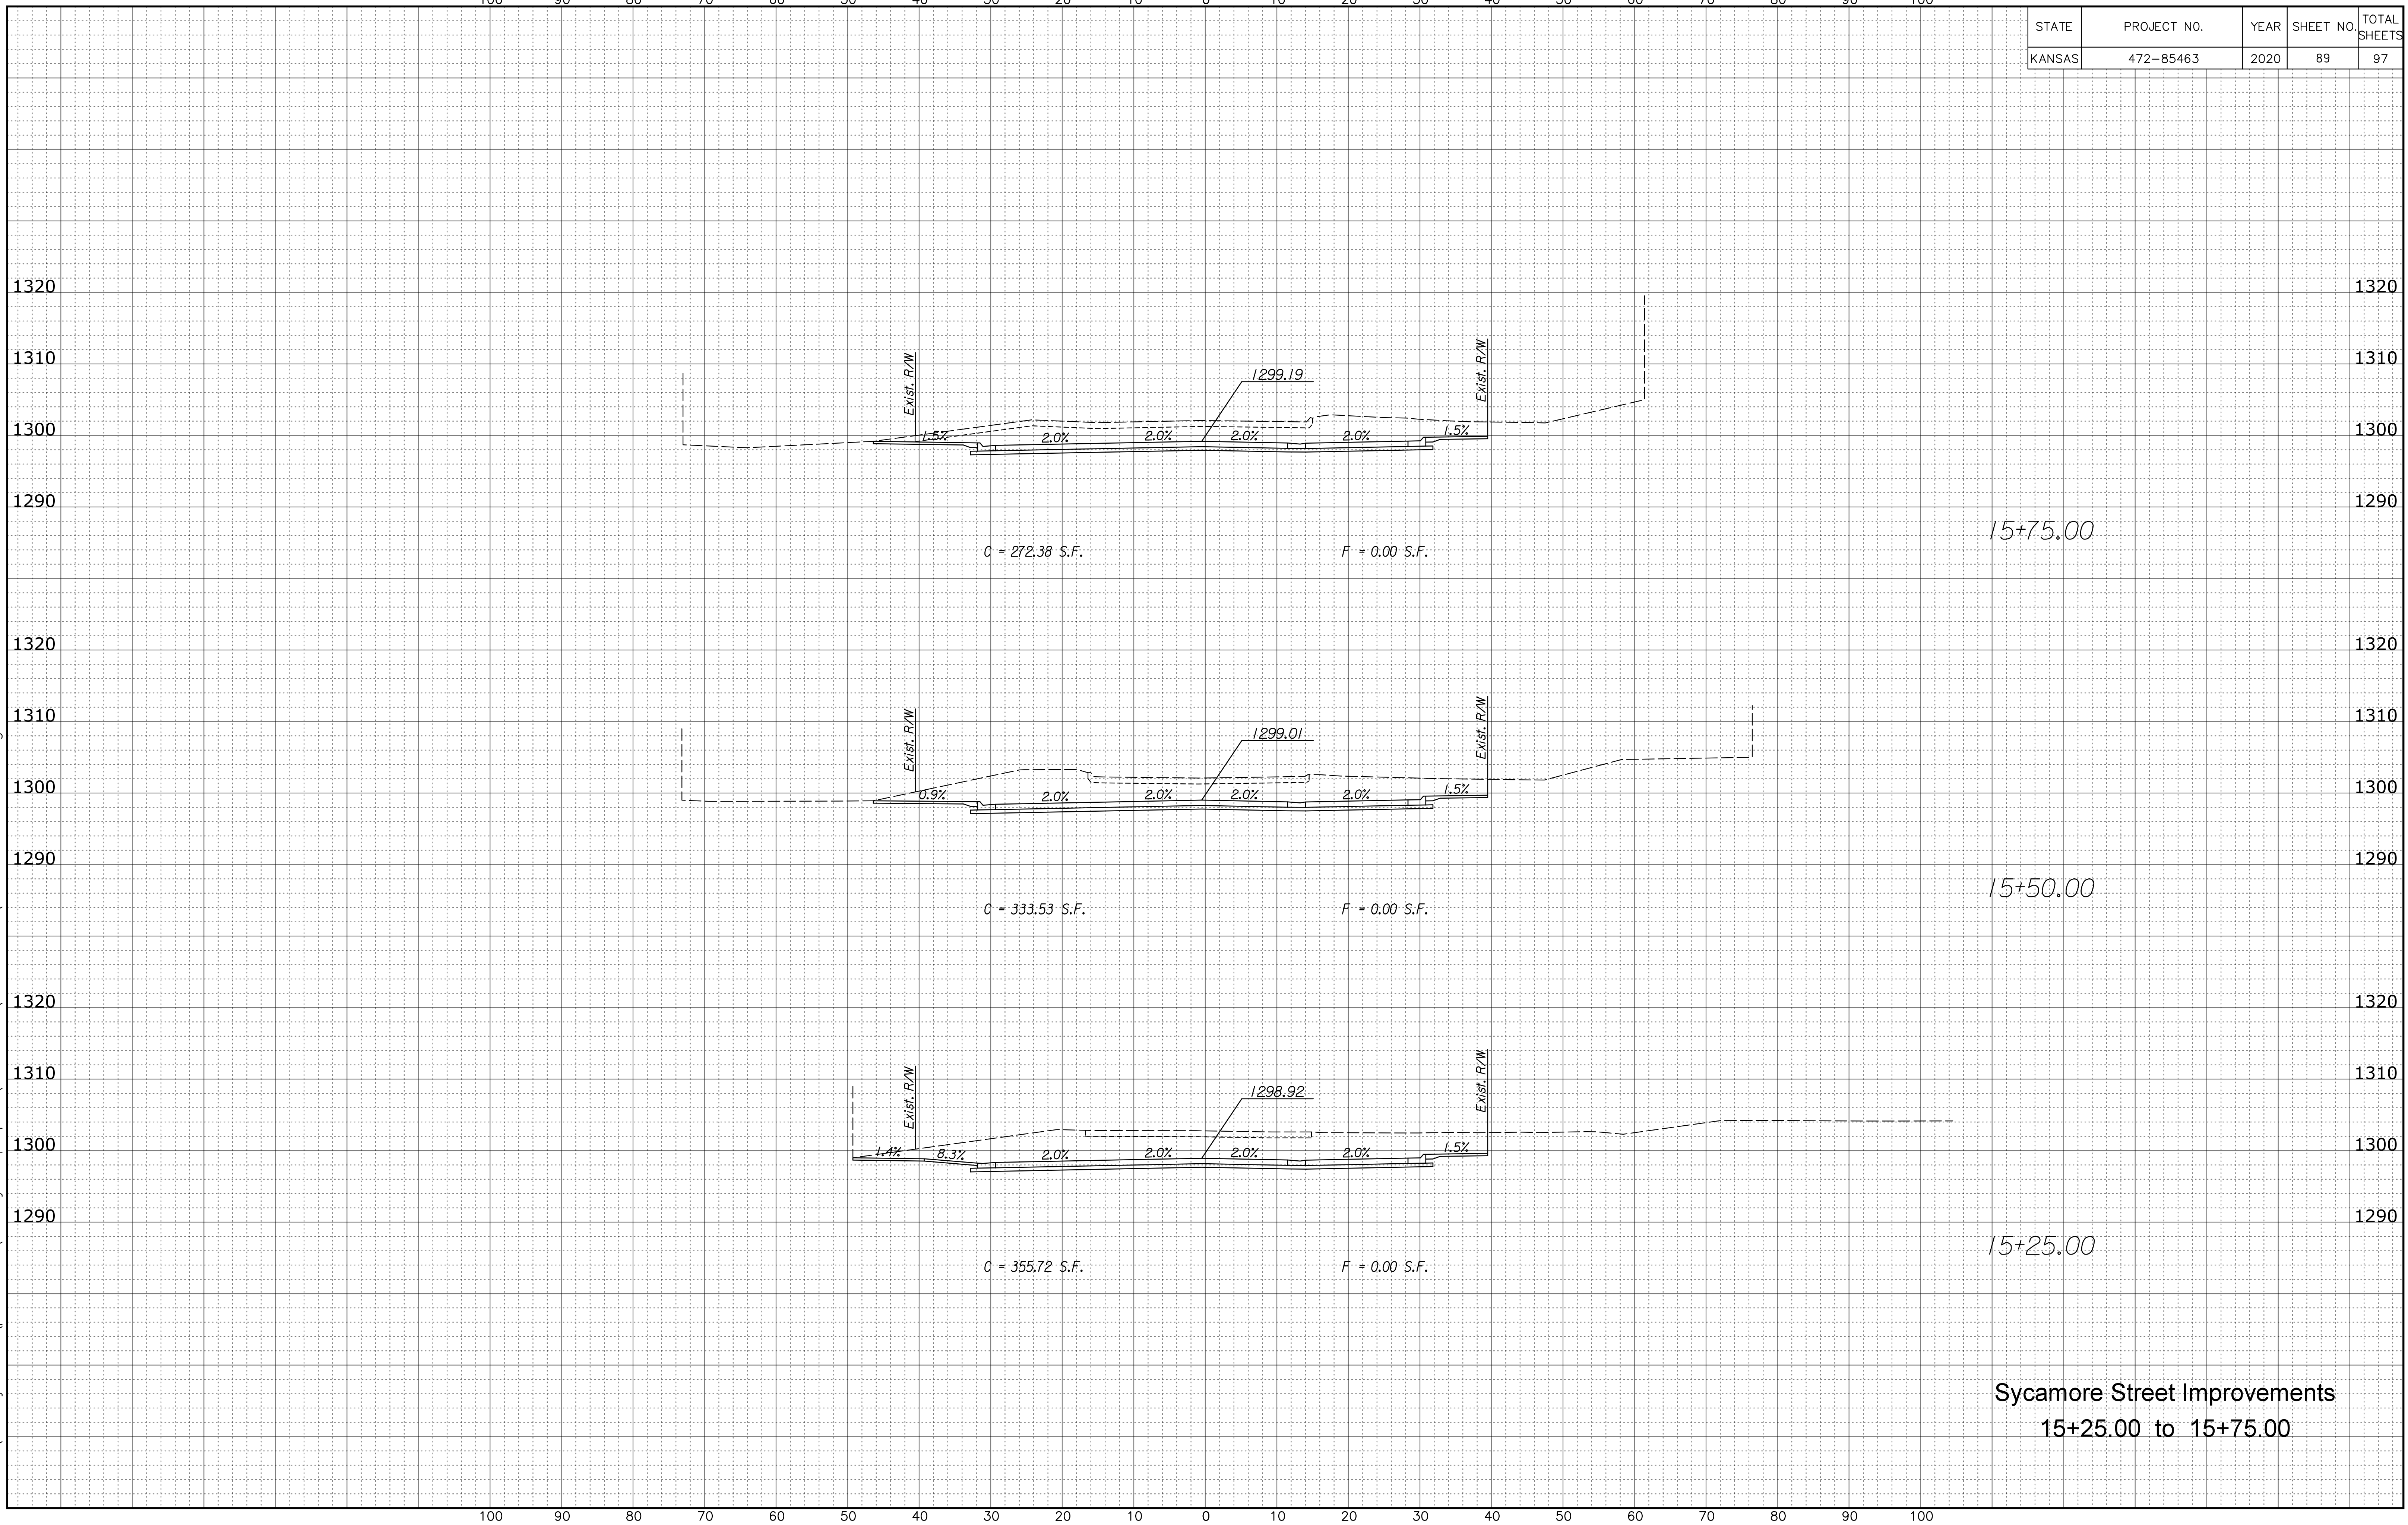 100 90 80 70 60 50 40 30 20 10 0 10 20 30 40 50 60 70 80 90 100
STATE PROJECT NO. YEAR SHEET NO. TOTAL SHEETS
KANSAS 472-85463 2020 89 97
1320 1320
1310 Exist. R/W 1299.19 Exist. R/W 1310
1300 1.5% 2.0% 2.0% 2.0% 2.0% 1.5% 1300
1290 1290
15+75.00
C = 272.38 S.F. F = 0.00 S.F.
1320 1320
1310 Exist. R/W 1299.01 Exist. R/W 1310
1300 0.9% 2.0% 2.0% 2.0% 2.0% 1.5% 1300
1290 1290
15+50.00
C = 333.53 S.F. F = 0.00 S.F.
1320 1320
1310 Exist. R/W 1298.92 Exist. R/W 1310
1300 1.4% 8.3% 2.0% 2.0% 2.0% 2.0% 1.5% 1300
1290 1290
15+25.00
C = 355.72 S.F. F = 0.00 S.F.
Sycamore Street Improvements
15+25.00 to 15+75.00
100 90 80 70 60 50 40 30 20 10 0 10 20 30 40 50 60 70 80 90 100